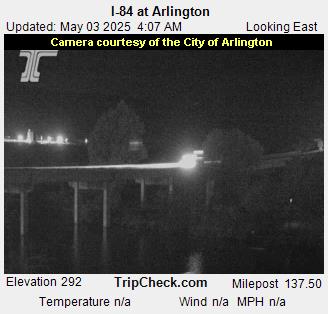 I-84 at Arlington
Updated: May 03 2025 4:07 AM Looking East
Camera courtesy of the City of Arlington
Elevation 292 TripCheck.com Milepost 137.50
Temperature n/a Wind n/a MPH n/a